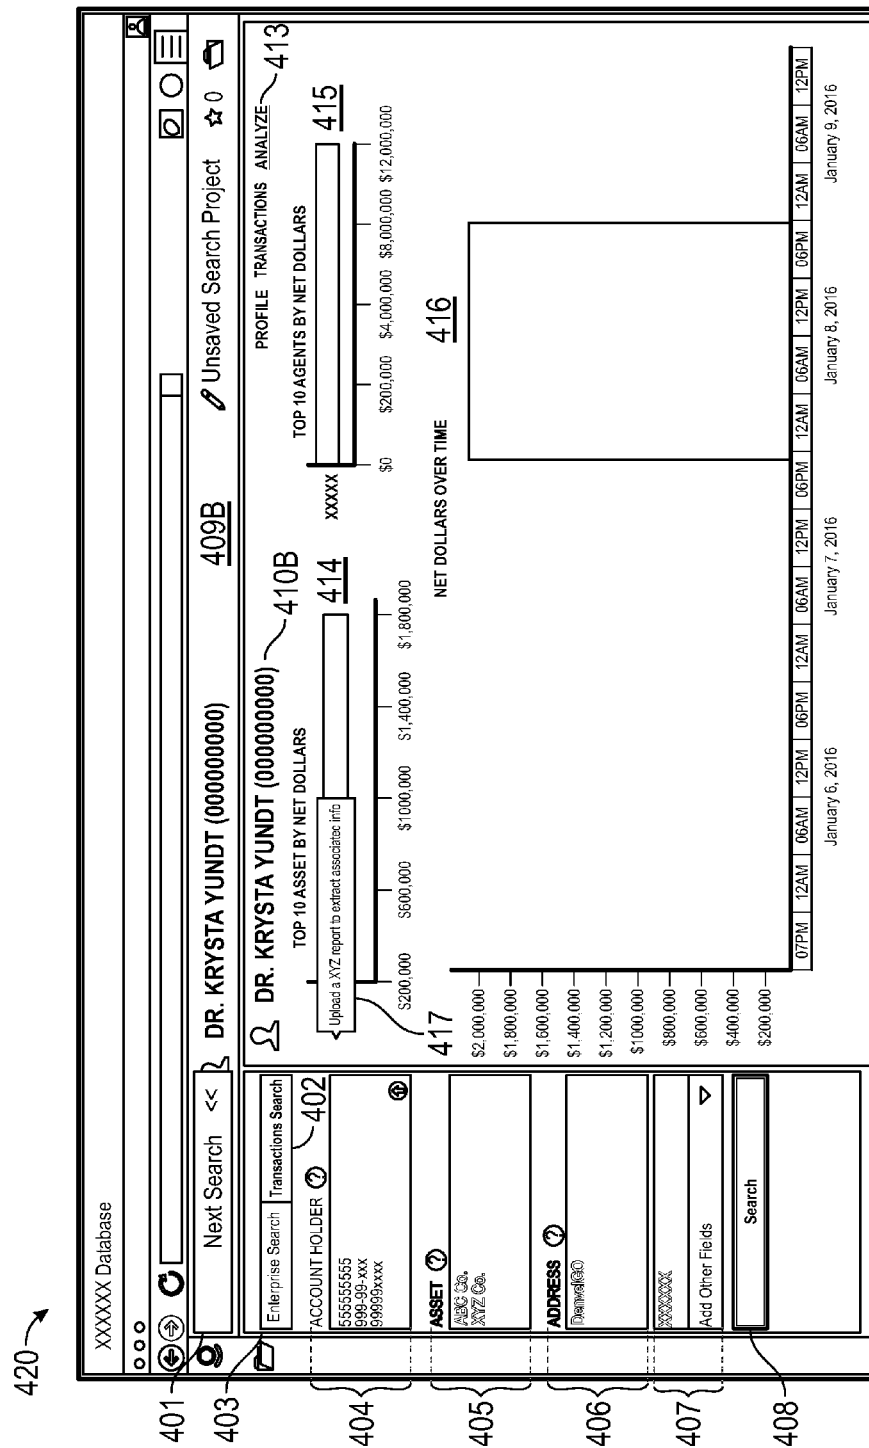 420
XXXXXX Database
401
Next Search <<
DR. KRYSTA YUNDT (000000000)
409B
Unsaved Search Project
0
403
Enterprise Search
Transactions Search
402
ACCOUNT HOLDER ?
555555555
999-99-xxx
99999xxxx
404
ASSET ?
ABC Co.
XYZ Co.
405
ADDRESS ?
406
XXXXXXX
Add Other Fields
407
Search
408
DR. KRYSTA YUNDT (000000000)
410B
PROFILE TRANSACTIONS ANALYZE
413
TOP 10 ASSET BY NET DOLLARS
414
Upload a XYZ report to extract associated info
417
$200,000 $600,000 $1000,000 $1,400,000 $1,800,000
TOP 10 AGENTS BY NET DOLLARS
415
XXXXX
$0 $200,000 $4,000,000 $8,000,000 $12,000,000
NET DOLLARS OVER TIME
416
$2,000,000
$1,800,000
$1,600,000
$1,400,000
$1,200,000
$1000,000
$800,000
$600,000
$400,000
$200,000
07PM 12AM 06AM 12PM 06PM 12AM 06AM 12PM 06PM 12AM 06AM 12PM 06PM 12AM 06AM 12PM
January 6, 2016 January 7, 2016 January 8, 2016 January 9, 2016